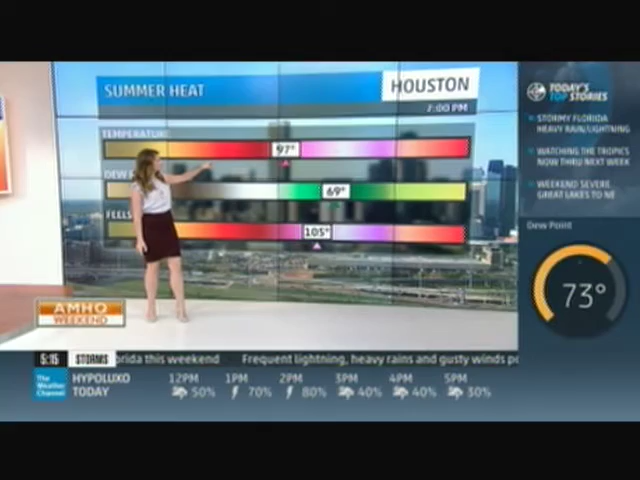 SUMMER HEAT
HOUSTON
7:00 PM
TEMPERATURE
97°
DEW
69°
FEELS
105°
TODAY'S
TOP STORIES
STORMY FLORIDA
HEAVY RAIN/LIGHTNING
WATCHING THE TROPICS
NOW THRU NEXT WEEK
WEEKEND SEVERE
GREAT LAKES TO NE
Dew Point
73°
AMHQ
WEEKEND
5:15 STORMS orida this weekend Frequent lightning, heavy rains and gusty winds po
The
Weather
Channel
HYPOLUXO
TODAY
12PM 1PM 2PM 3PM 4PM 5PM
50% 70% 80% 40% 40% 30%